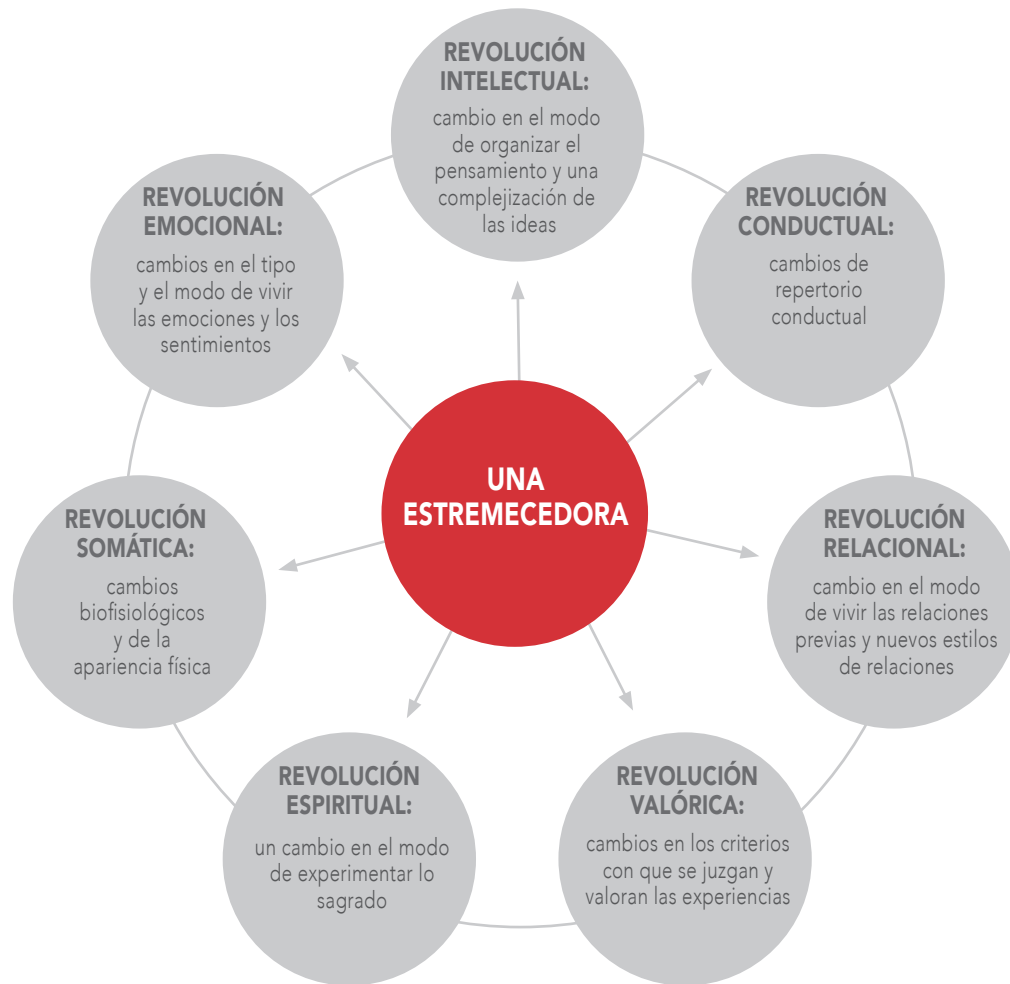 REVOLUCIÓN
INTELECTUAL:
cambio en el modo
de organizar el
pensamiento y una
complejización de
las ideas
REVOLUCIÓN
EMOCIONAL:
cambios en el tipo
y el modo de vivir
las emociones y los
sentimientos
REVOLUCIÓN
CONDUCTUAL:
cambios de
repertorio
conductual
UNA
ESTREMECEDORA
REVOLUCIÓN
SOMÁTICA:
cambios
biofisiológicos
y de la
apariencia física
REVOLUCIÓN
RELACIONAL:
cambio en el modo
de vivir las relaciones
previas y nuevos estilos
de relaciones
REVOLUCIÓN
ESPIRITUAL:
un cambio en el modo
de experimentar lo
sagrado
REVOLUCIÓN
VALÓRICA:
cambios en los criterios
con que se juzgan y
valoran las experiencias